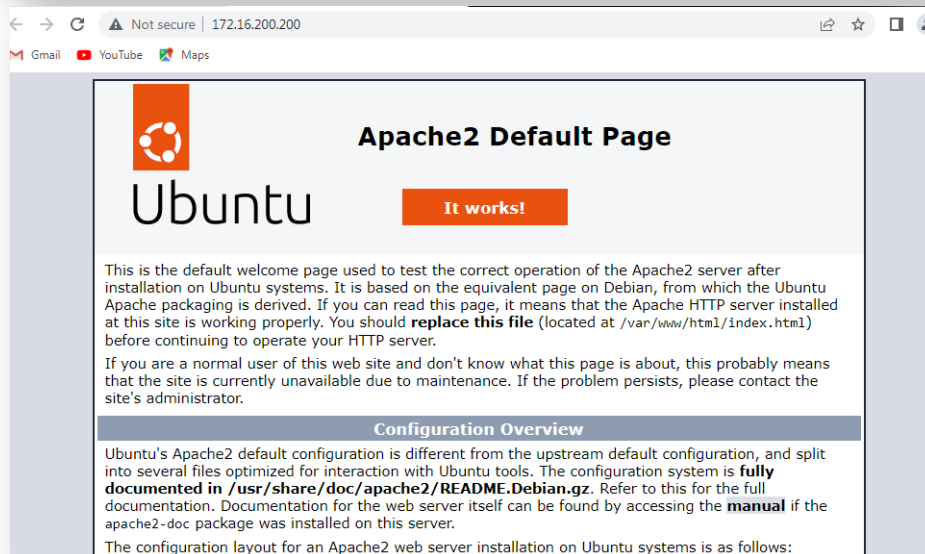 Not secure | 172.16.200.200
Gmail YouTube Maps
Apache2 Default Page
Ubuntu
It works!
This is the default welcome page used to test the correct operation of the Apache2 server after
installation on Ubuntu systems. It is based on the equivalent page on Debian, from which the Ubuntu
Apache packaging is derived. If you can read this page, it means that the Apache HTTP server installed
at this site is working properly. You should replace this file (located at /var/www/html/index.html)
before continuing to operate your HTTP server.
If you are a normal user of this web site and don't know what this page is about, this probably means
that the site is currently unavailable due to maintenance. If the problem persists, please contact the
site's administrator.
Configuration Overview
Ubuntu's Apache2 default configuration is different from the upstream default configuration, and split
into several files optimized for interaction with Ubuntu tools. The configuration system is fully
documented in /usr/share/doc/apache2/README.Debian.gz. Refer to this for the full
documentation. Documentation for the web server itself can be found by accessing the manual if the
apache2-doc package was installed on this server.
The configuration layout for an Apache2 web server installation on Ubuntu systems is as follows: